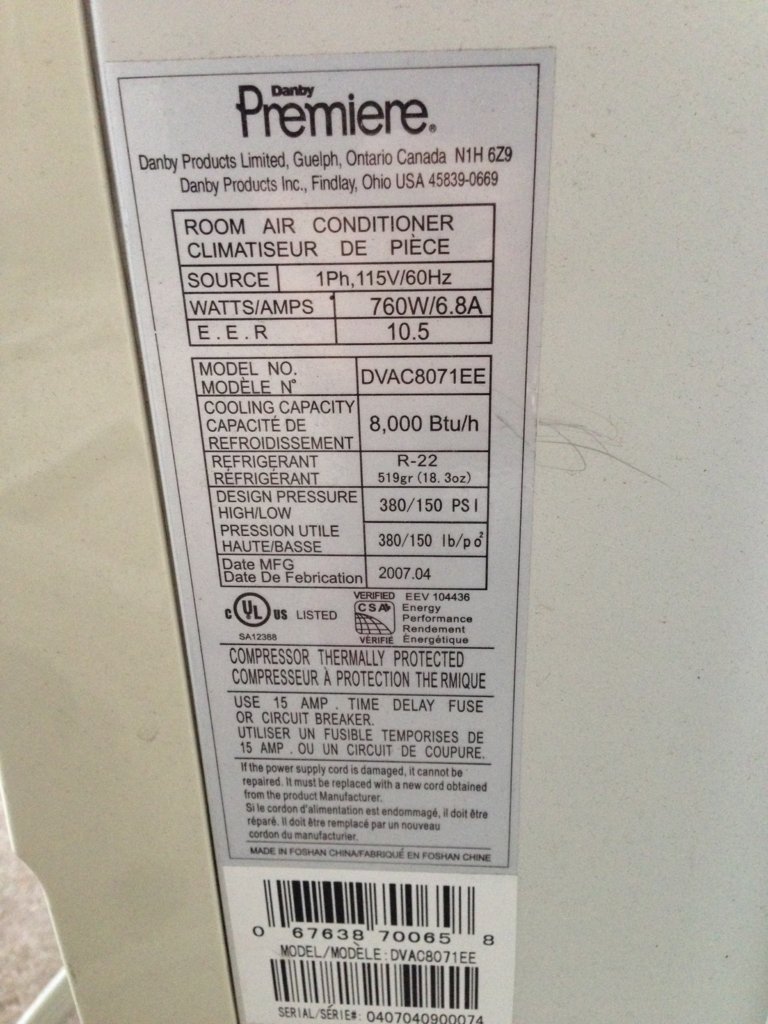 Danby
Premiere®
Danby Products Limited, Guelph, Ontario Canada N1H 6Z9
Danby Products Inc., Findlay, Ohio USA 45839-0669
ROOM AIR CONDITIONER
CLIMATISEUR DE PIÈCE
SOURCE 1Ph,115V/60Hz
WATTS/AMPS 760W/6.8A
E.E.R 10.5
MODEL NO.
MODÈLE N° DVAC8071EE
COOLING CAPACITY
CAPACITÉ DE
REFROIDISSEMENT 8,000 Btu/h
REFRIGERANT
RÉFRIGÉRANT R-22
519gr (18.3oz)
DESIGN PRESSURE
HIGH/LOW 380/150 PSI
PRESSION UTILE
HAUTE/BASSE 380/150 lb/po²
Date MFG
Date De Febrication 2007.04
C UL US LISTED
SA12388
VERIFIED
CSA
VÉRIFIÉ
EEV 104436
Energy
Performance
Rendement
Énergétique
COMPRESSOR THERMALLY PROTECTED
COMPRESSEUR À PROTECTION THERMIQUE
USE 15 AMP. TIME DELAY FUSE
OR CIRCUIT BREAKER.
UTILISER UN FUSIBLE TEMPORISES DE
15 AMP. OU UN CIRCUIT DE COUPURE.
If the power supply cord is damaged, it cannot be
repaired. It must be replaced with a new cord obtained
from the product Manufacturer.
Si le cordon d'alimentation est endommagé, il doit être
réparé. Il doit être remplacé par un nouveau
cordon du manufacturier.
MADE IN FOSHAN CHINA/FABRIQUÉ EN FOSHAN CHINE
0 67638 70065 8
MODEL/MODÈLE: DVAC8071EE
SERIAL/SÉRIE#: 0407040900074